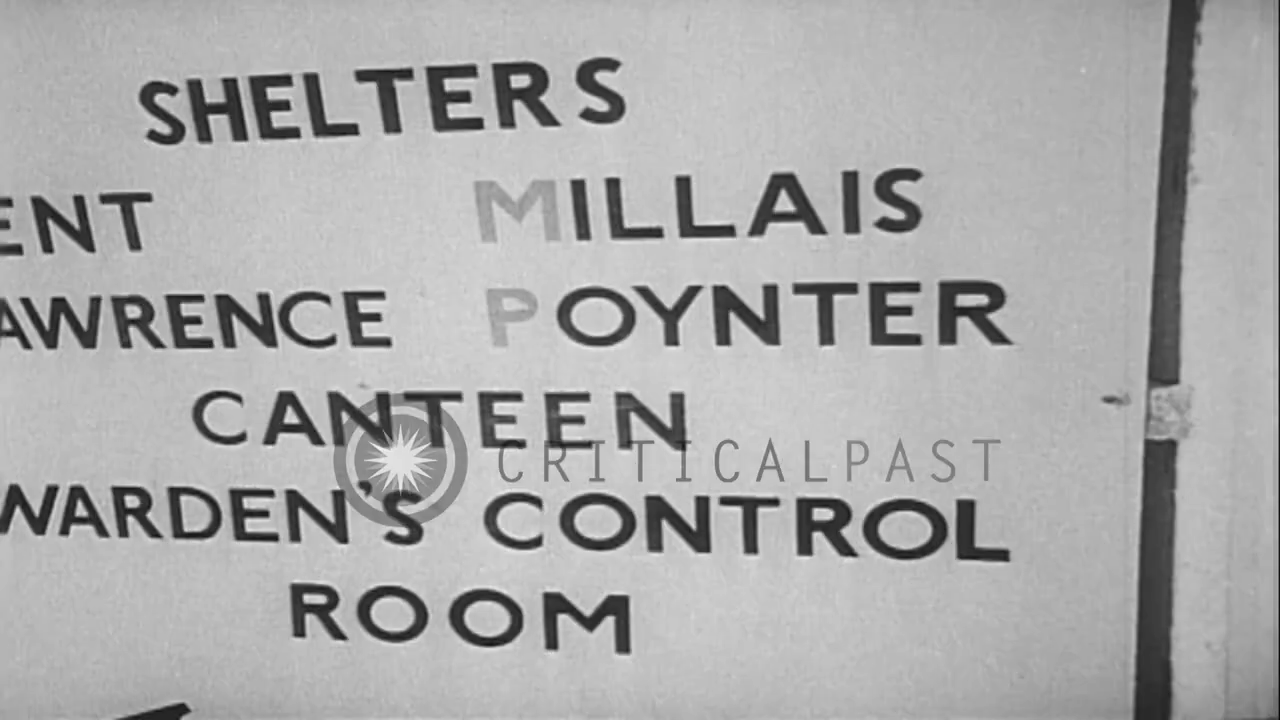 SHELTERS
ENT MILLAIS
AWRENCE POYNTER
CANTEEN
CRITICALPAST
WARDEN'S CONTROL
ROOM